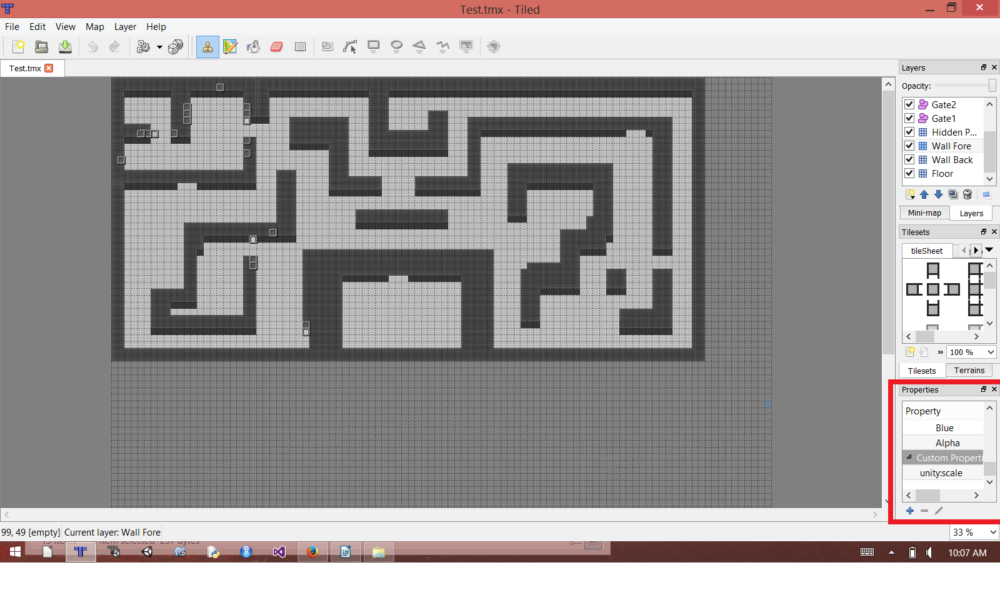 Test.tmx - Tiled
File Edit View Map Layer Help
Test.tmx
Layers
Opacity:
Gate2
Gate1
Hidden P...
Wall Fore
Wall Back
Floor
Mini-map Layers
Tilesets
tileSheet
100 %
Tilesets Terrains
Properties
Property
Blue
Alpha
Custom Properti
unity:scale
99, 49 [empty] Current layer: Wall Fore
33 %
10:07 AM